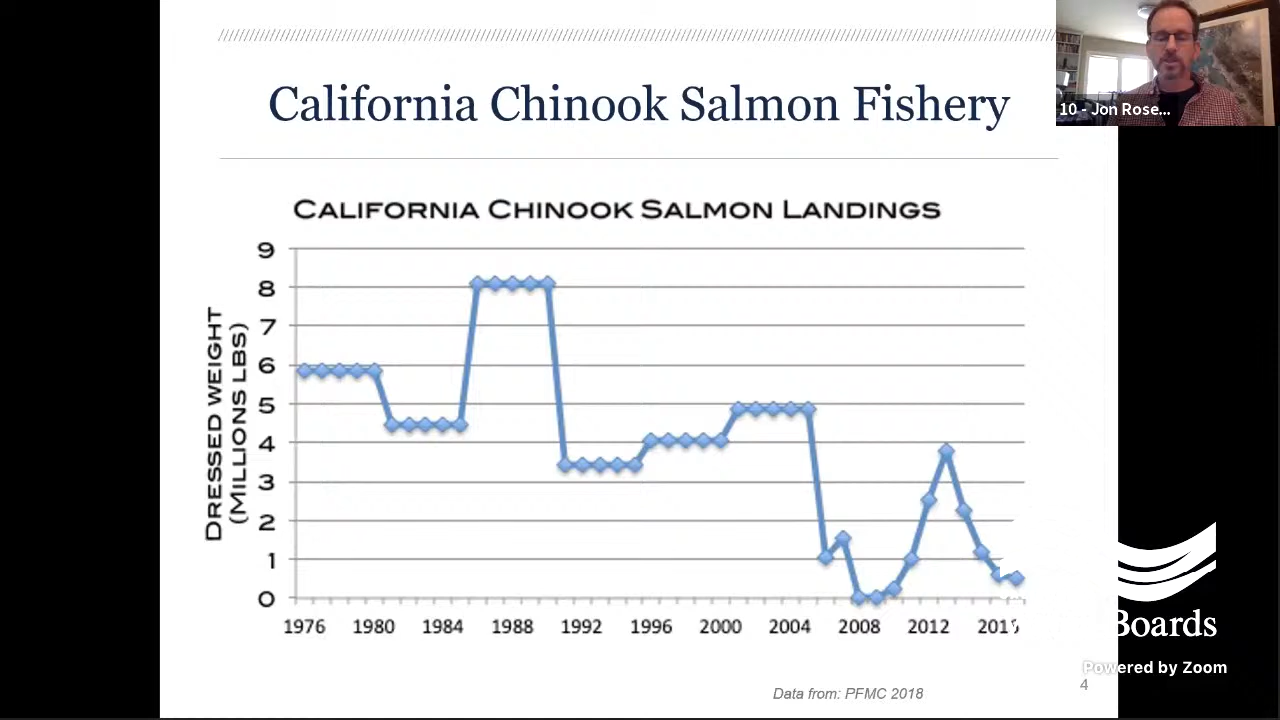 California Chinook Salmon Fishery
10 - Jon Rose...
CALIFORNIA CHINOOK SALMON LANDINGS
DRESSED WEIGHT
(MILLIONS LBS)
9
8
7
6
5
4
3
2
1
0
1976 1980 1984 1988 1992 1996 2000 2004 2008 2012
Boards
Powered by Zoom
Data from: PFMC 2018
4